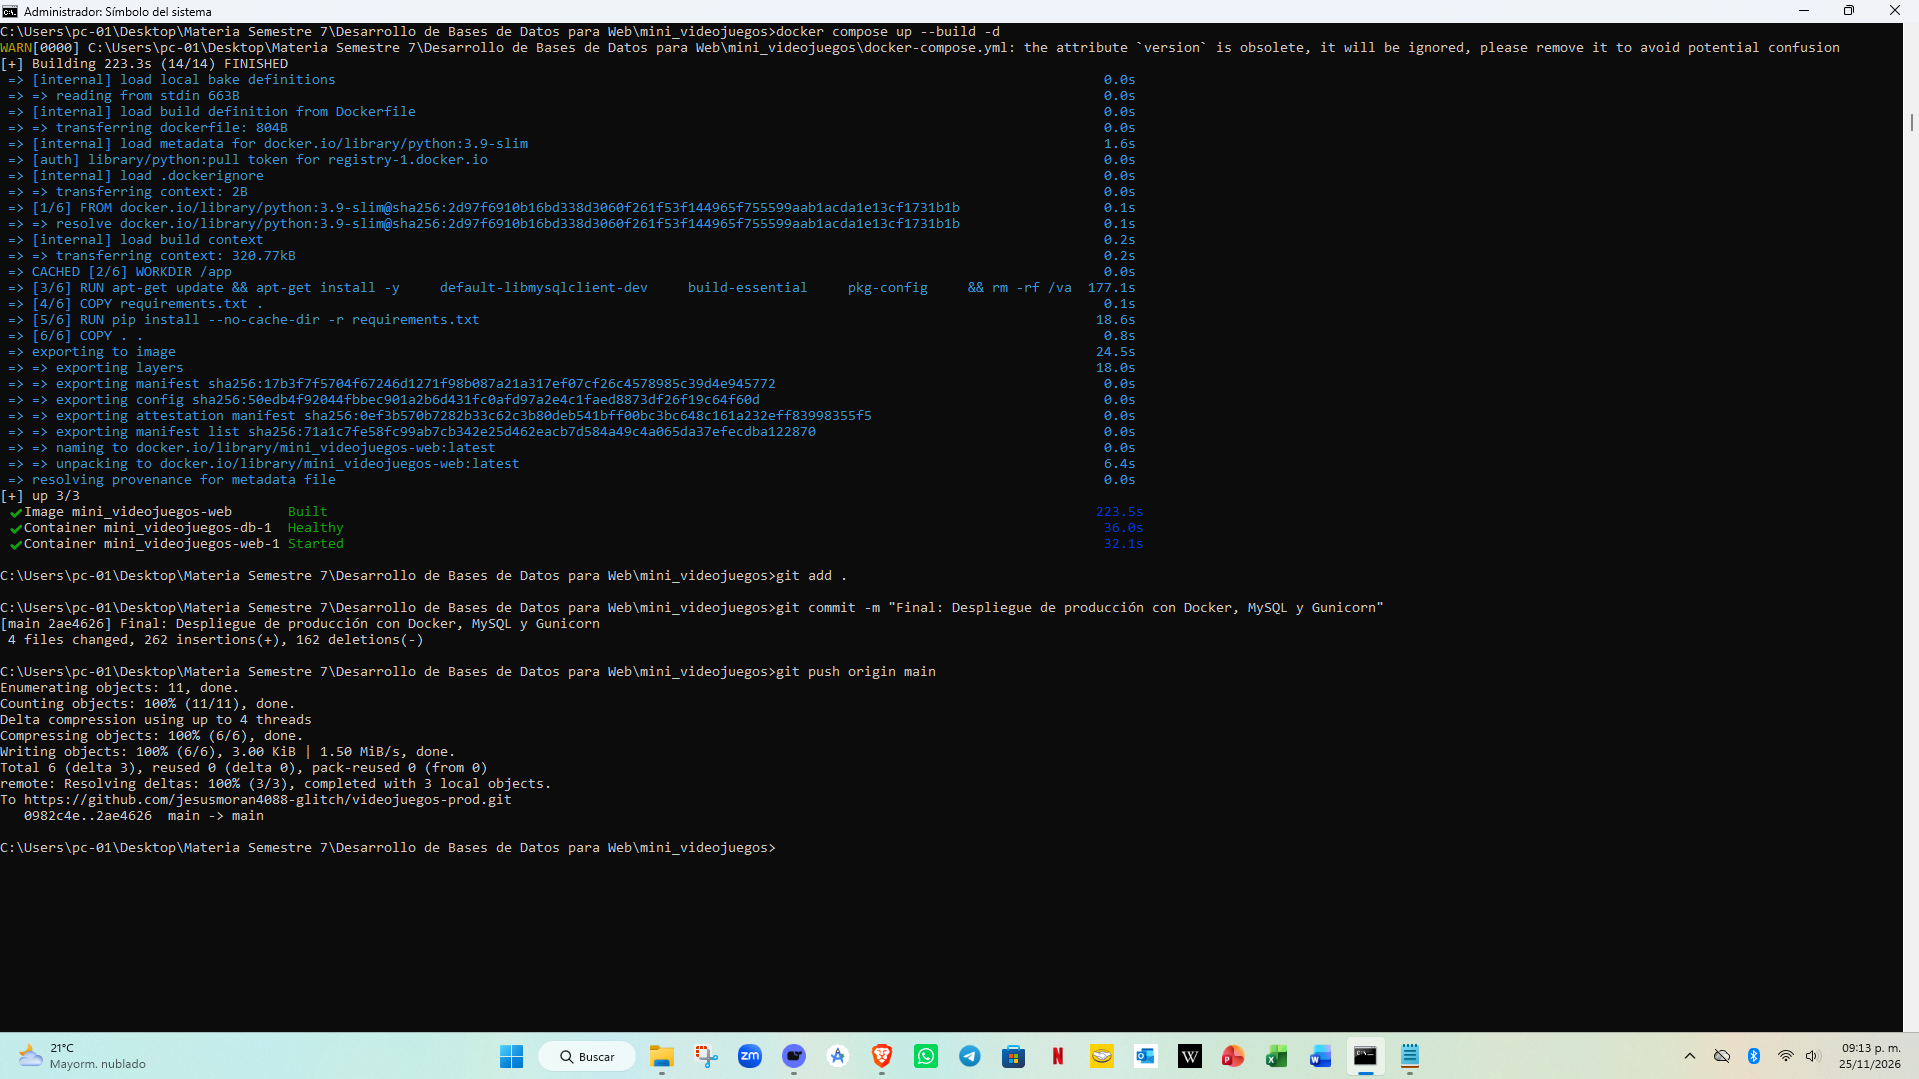 Administrador: Símbolo del sistema
C:\Users\pc-01\Desktop\Materia Semestre 7\Desarrollo de Bases de Datos para Web\mini_videojuegos>docker compose up --build -d
WARN[0000] C:\Users\pc-01\Desktop\Materia Semestre 7\Desarrollo de Bases de Datos para Web\mini_videojuegos\docker-compose.yml: the attribute `version` is obsolete, it will be ignored, please remove it to avoid potential confusion
[+] Building 223.3s (14/14) FINISHED
=> [internal] load local bake definitions 0.0s
=> => reading from stdin 663B 0.0s
=> [internal] load build definition from Dockerfile 0.0s
=> => transferring dockerfile: 804B 0.0s
=> [internal] load metadata for docker.io/library/python:3.9-slim 1.6s
=> [auth] library/python:pull token for registry-1.docker.io 0.0s
=> [internal] load .dockerignore 0.0s
=> => transferring context: 2B 0.0s
=> [1/6] FROM docker.io/library/python:3.9-slim@sha256:2d97f6910b16bd338d3060f261f53f144965f755599aab1acda1e13cf1731b1b 0.1s
=> => resolve docker.io/library/python:3.9-slim@sha256:2d97f6910b16bd338d3060f261f53f144965f755599aab1acda1e13cf1731b1b 0.1s
=> [internal] load build context 0.2s
=> => transferring context: 320.77kB 0.2s
=> CACHED [2/6] WORKDIR /app 0.0s
=> [3/6] RUN apt-get update && apt-get install -y     default-libmysqlclient-dev     build-essential     pkg-config     && rm -rf /va 177.1s
=> [4/6] COPY requirements.txt . 0.1s
=> [5/6] RUN pip install --no-cache-dir -r requirements.txt 18.6s
=> [6/6] COPY . . 0.8s
=> exporting to image 24.5s
=> => exporting layers 18.0s
=> => exporting manifest sha256:17b3f7f5704f67246d1271f98b087a21a317ef07cf26c4578985c39d4e945772 0.0s
=> => exporting config sha256:50edb4f92044fbbec901a2b6d431fc0afd97a2e4c1faed8873df26f19c64f60d 0.0s
=> => exporting attestation manifest sha256:0ef3b570b7282b33c62c3b80deb541bff00bc3bc648c161a232eff83998355f5 0.0s
=> => exporting manifest list sha256:71a1c7fe58fc99ab7cb342e25d462eacb7d584a49c4a065da37efecdba122870 0.0s
=> => naming to docker.io/library/mini_videojuegos-web:latest 0.0s
=> => unpacking to docker.io/library/mini_videojuegos-web:latest 6.4s
=> resolving provenance for metadata file 0.0s
[+] up 3/3
✔Image mini_videojuegos-web Built 223.5s
✔Container mini_videojuegos-db-1 Healthy 36.0s
✔Container mini_videojuegos-web-1 Started 32.1s
C:\Users\pc-01\Desktop\Materia Semestre 7\Desarrollo de Bases de Datos para Web\mini_videojuegos>git add .
C:\Users\pc-01\Desktop\Materia Semestre 7\Desarrollo de Bases de Datos para Web\mini_videojuegos>git commit -m "Final: Despliegue de producción con Docker, MySQL y Gunicorn"
[main 2ae4626] Final: Despliegue de producción con Docker, MySQL y Gunicorn
4 files changed, 262 insertions(+), 162 deletions(-)
C:\Users\pc-01\Desktop\Materia Semestre 7\Desarrollo de Bases de Datos para Web\mini_videojuegos>git push origin main
Enumerating objects: 11, done.
Counting objects: 100% (11/11), done.
Delta compression using up to 4 threads
Compressing objects: 100% (6/6), done.
Writing objects: 100% (6/6), 3.00 KiB | 1.50 MiB/s, done.
Total 6 (delta 3), reused 0 (delta 0), pack-reused 0 (from 0)
remote: Resolving deltas: 100% (3/3), completed with 3 local objects.
To https://github.com/jesusmoran4088-glitch/videojuegos-prod.git
0982c4e..2ae4626  main -> main
C:\Users\pc-01\Desktop\Materia Semestre 7\Desarrollo de Bases de Datos para Web\mini_videojuegos>
21°C
Mayorm. nublado
Buscar
zm
N
W
09:13 p. m.
25/11/2026